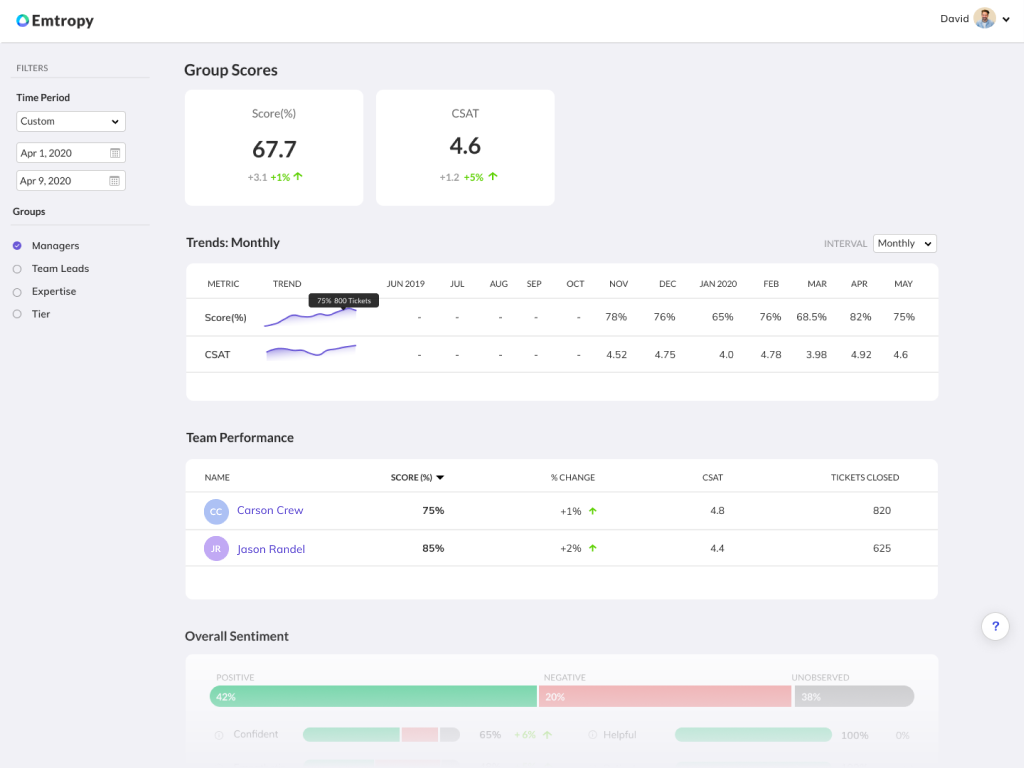 Emtropy
David
FILTERS
Time Period
Custom
Apr 1, 2020
Apr 9, 2020
Groups
Managers
Team Leads
Expertise
Tier
Group Scores
Score(%)
67.7
+3.1 +1%
CSAT
4.6
+1.2 +5%
Trends: Monthly
INTERVAL Monthly
METRIC TREND JUN 2019 JUL AUG SEP OCT NOV DEC JAN 2020 FEB MAR APR MAY
75% 800 Tickets
Score(%) - - - - - 78% 76% 65% 76% 68.5% 82% 75%
CSAT - - - - - 4.52 4.75 4.0 4.78 3.98 4.92 4.6
Team Performance
NAME SCORE (%) % CHANGE CSAT TICKETS CLOSED
CC Carson Crew 75% +1% 4.8 820
JR Jason Randel 85% +2% 4.4 625
?
Overall Sentiment
POSITIVE NEGATIVE UNOBSERVED
42% 20% 38%
Confident 65% +6% Helpful 100% 0%